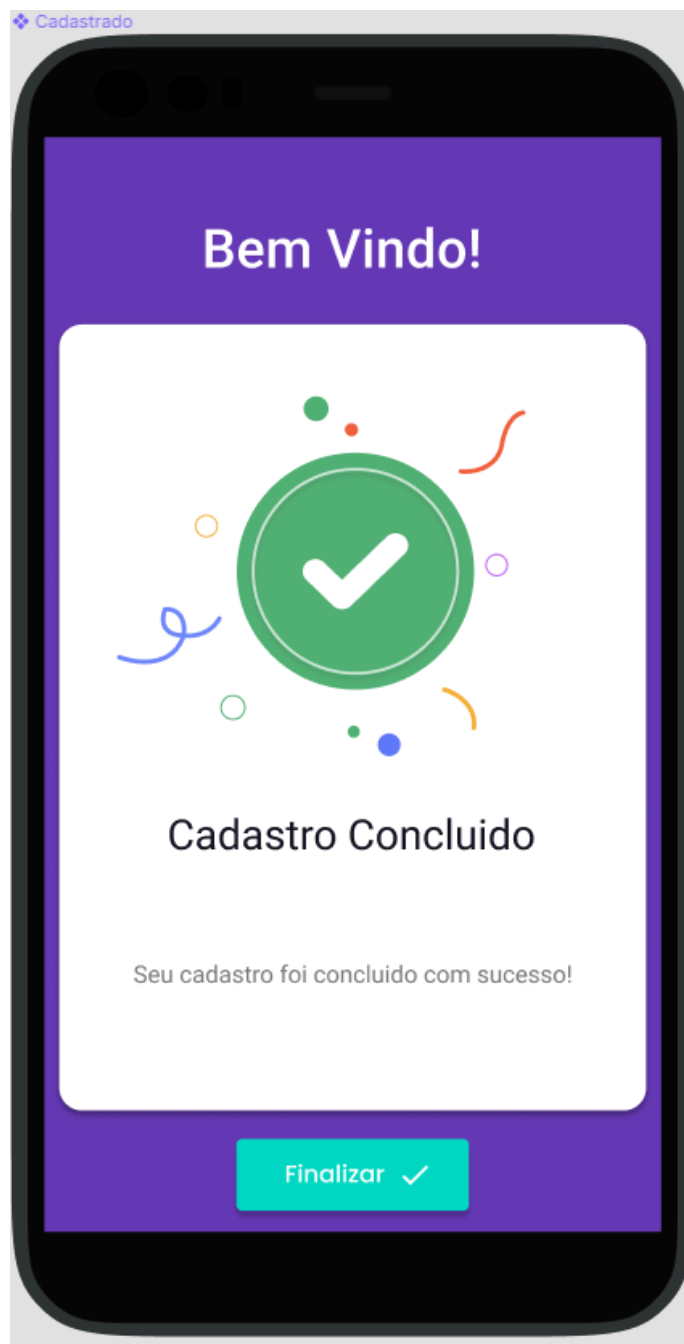 Cadastrado
Bem Vindo!
Cadastro Concluido
Seu cadastro foi concluido com sucesso!
Finalizar